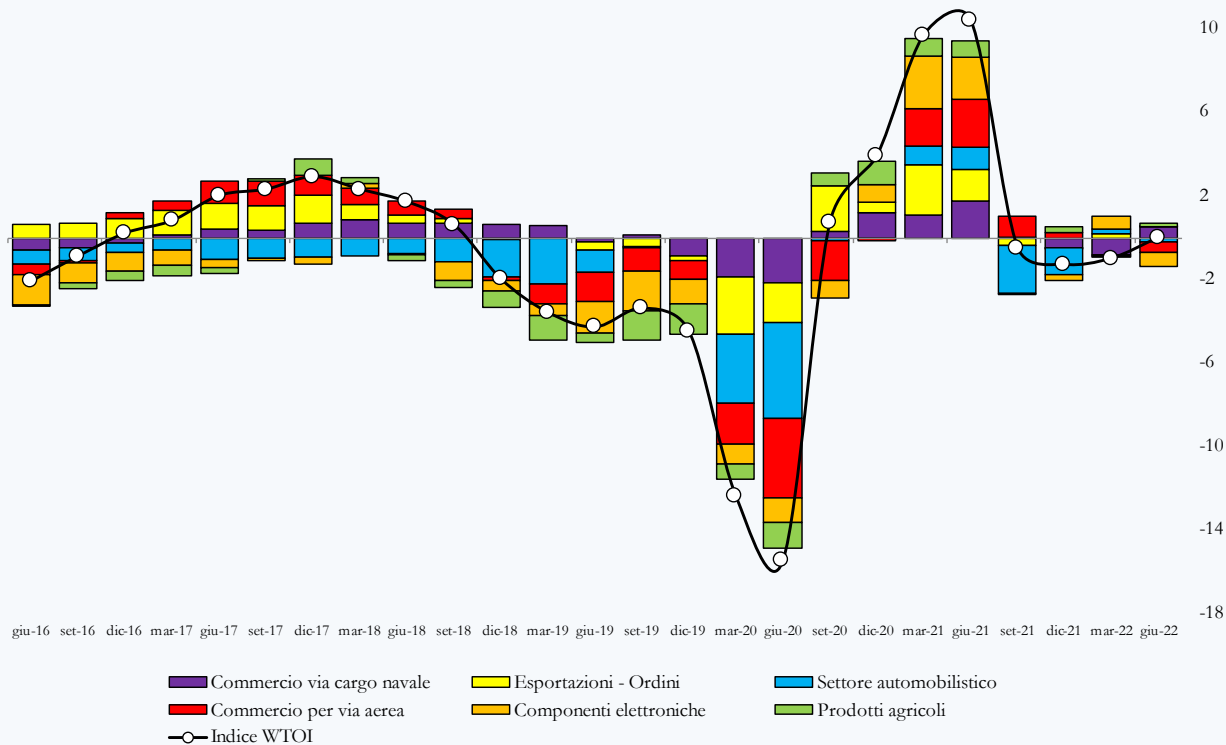 10
6
2
-2
-6
-10
-14
-18
giu-16 set-16 dic-16 mar-17 giu-17 set-17 dic-17 mar-18 giu-18 set-18 dic-18 mar-19 giu-19 set-19 dic-19 mar-20 giu-20 set-20 dic-20 mar-21 giu-21 set-21 dic-21 mar-22 giu-22
Commercio via cargo navale Esportazioni - Ordini Settore automobilistico
Commercio per via aerea Componenti elettroniche Prodotti agricoli
Indice WTOI